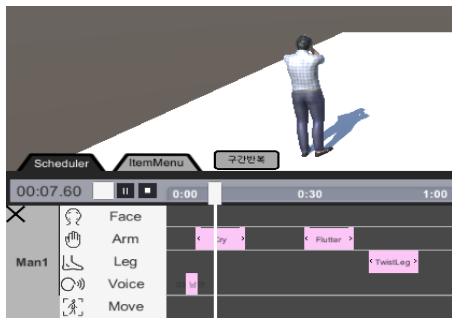 Scheduler
ItemMenu
구간반복
00:07.60
0:00
0:30
1:00
Man1
Face
Arm
Cry
< Flutter >
Leg
< TwistLeg >
Voice
Move